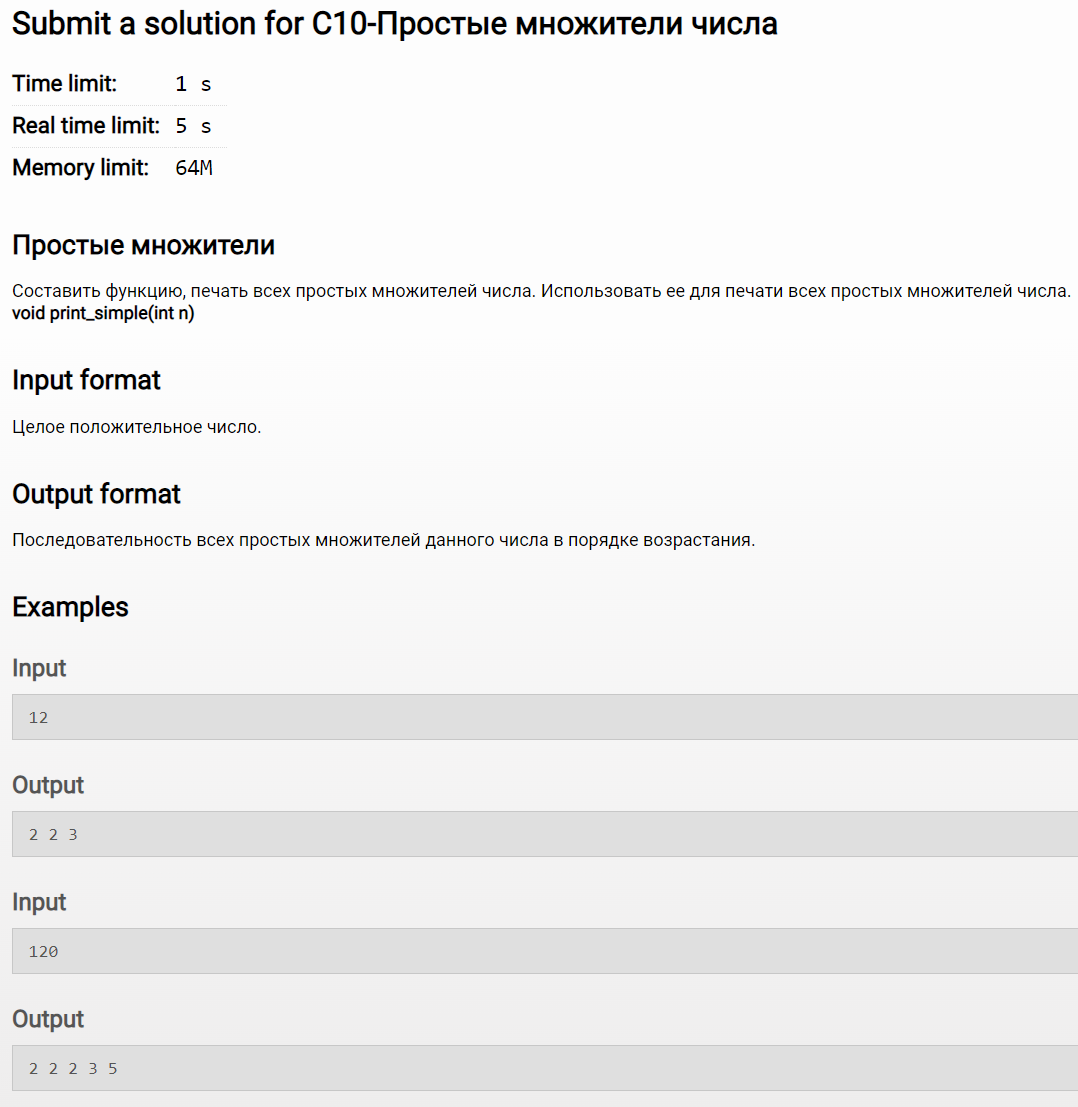 Submit a solution for C10-Простые множители числа
Time limit: 1 s
Real time limit: 5 s
Memory limit: 64M
Простые множители
Составить функцию, печать всех простых множителей числа. Использовать ее для печати всех простых множителей числа.
void print_simple(int n)
Input format
Целое положительное число.
Output format
Последовательность всех простых множителей данного числа в порядке возрастания.
Examples
Input
12
Output
2 2 3
Input
120
Output
2 2 2 3 5